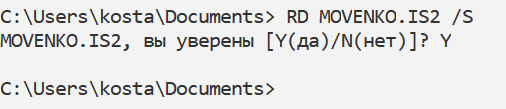 C:\Users\kosta\Documents> RD MOVENKO.IS2 /S
MOVENKO.IS2, вы уверены [Y(да)/N(нет)]? Y
C:\Users\kosta\Documents>